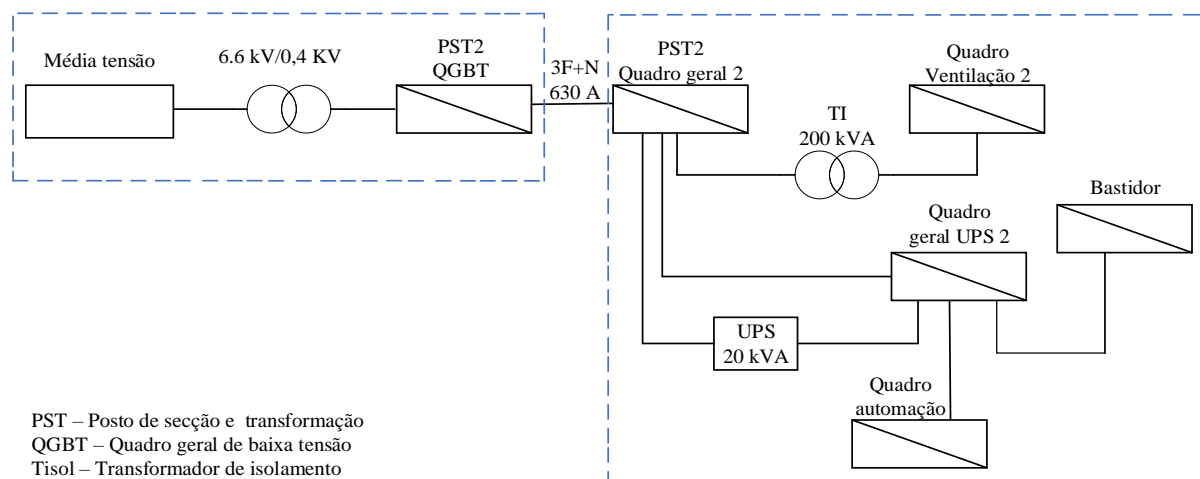 Média tensão
6.6 kV/0,4 KV
PST2
QGBT
3F+N
630 A
PST2
Quadro geral 2
TI
200 kVA
Quadro
Ventilação 2
Bastidor
Quadro
geral UPS 2
UPS
20 kVA
Quadro
automação
PST – Posto de secção e transformação
QGBT – Quadro geral de baixa tensão
Tisol – Transformador de isolamento